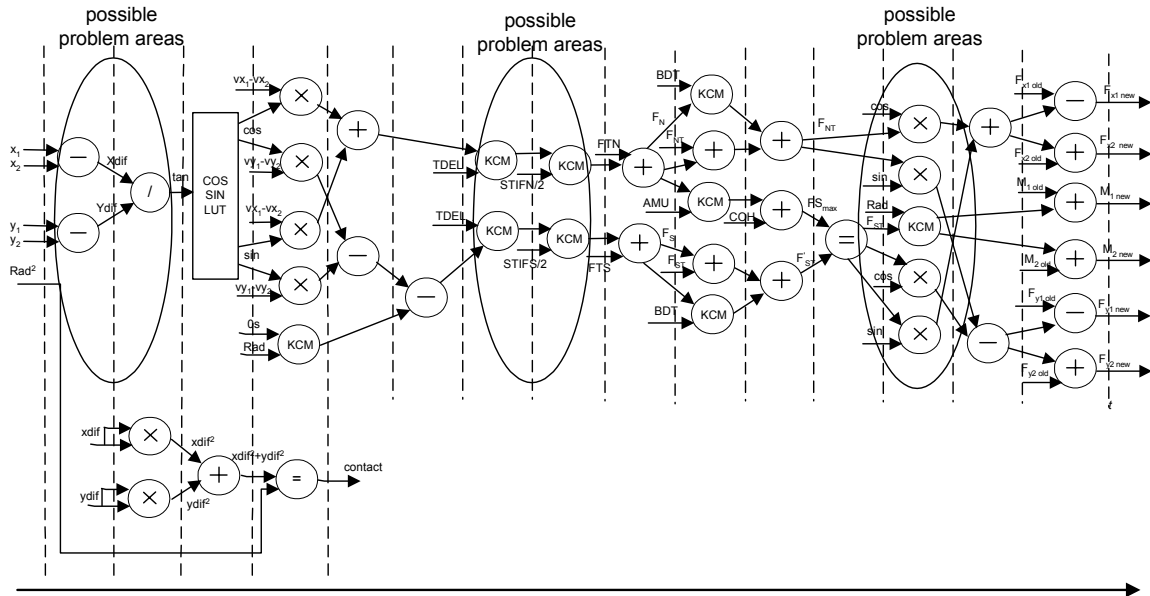 possible
problem areas
possible
problem areas
possible
problem areas
x1
x2
y1
y2
Rad²
−
−
Xdif
Ydif
/
tan
COS
SIN
LUT
vx1-vx2
cos
vy1-vy2
vx1-vx2
sin
vy1-vy2
0s
Rad
×
×
×
×
KCM
+
−
−
TDEL
TDEL
KCM
KCM
STIFN/2
STIFS/2
KCM
KCM
FTN
FTS
+
+
BDT
FN
FNT
AMU
COH
FS
FST
BDT
KCM
+
KCM
+
KCM
+
+
+
FNT
FSmax
F'ST
=
cos
sin
Rad
FST
cos
sin
×
×
KCM
×
×
+
−
Fx1 old
Fx2 old
M1 old
M2 old
Fy1 old
Fy2 old
−
+
+
+
−
+
Fx1 new
Fx2 new
M1 new
M2 new
Fy1 new
Fy2 new
xdif
ydif
×
×
xdif²
ydif²
+
xdif²+ydif²
=
contact